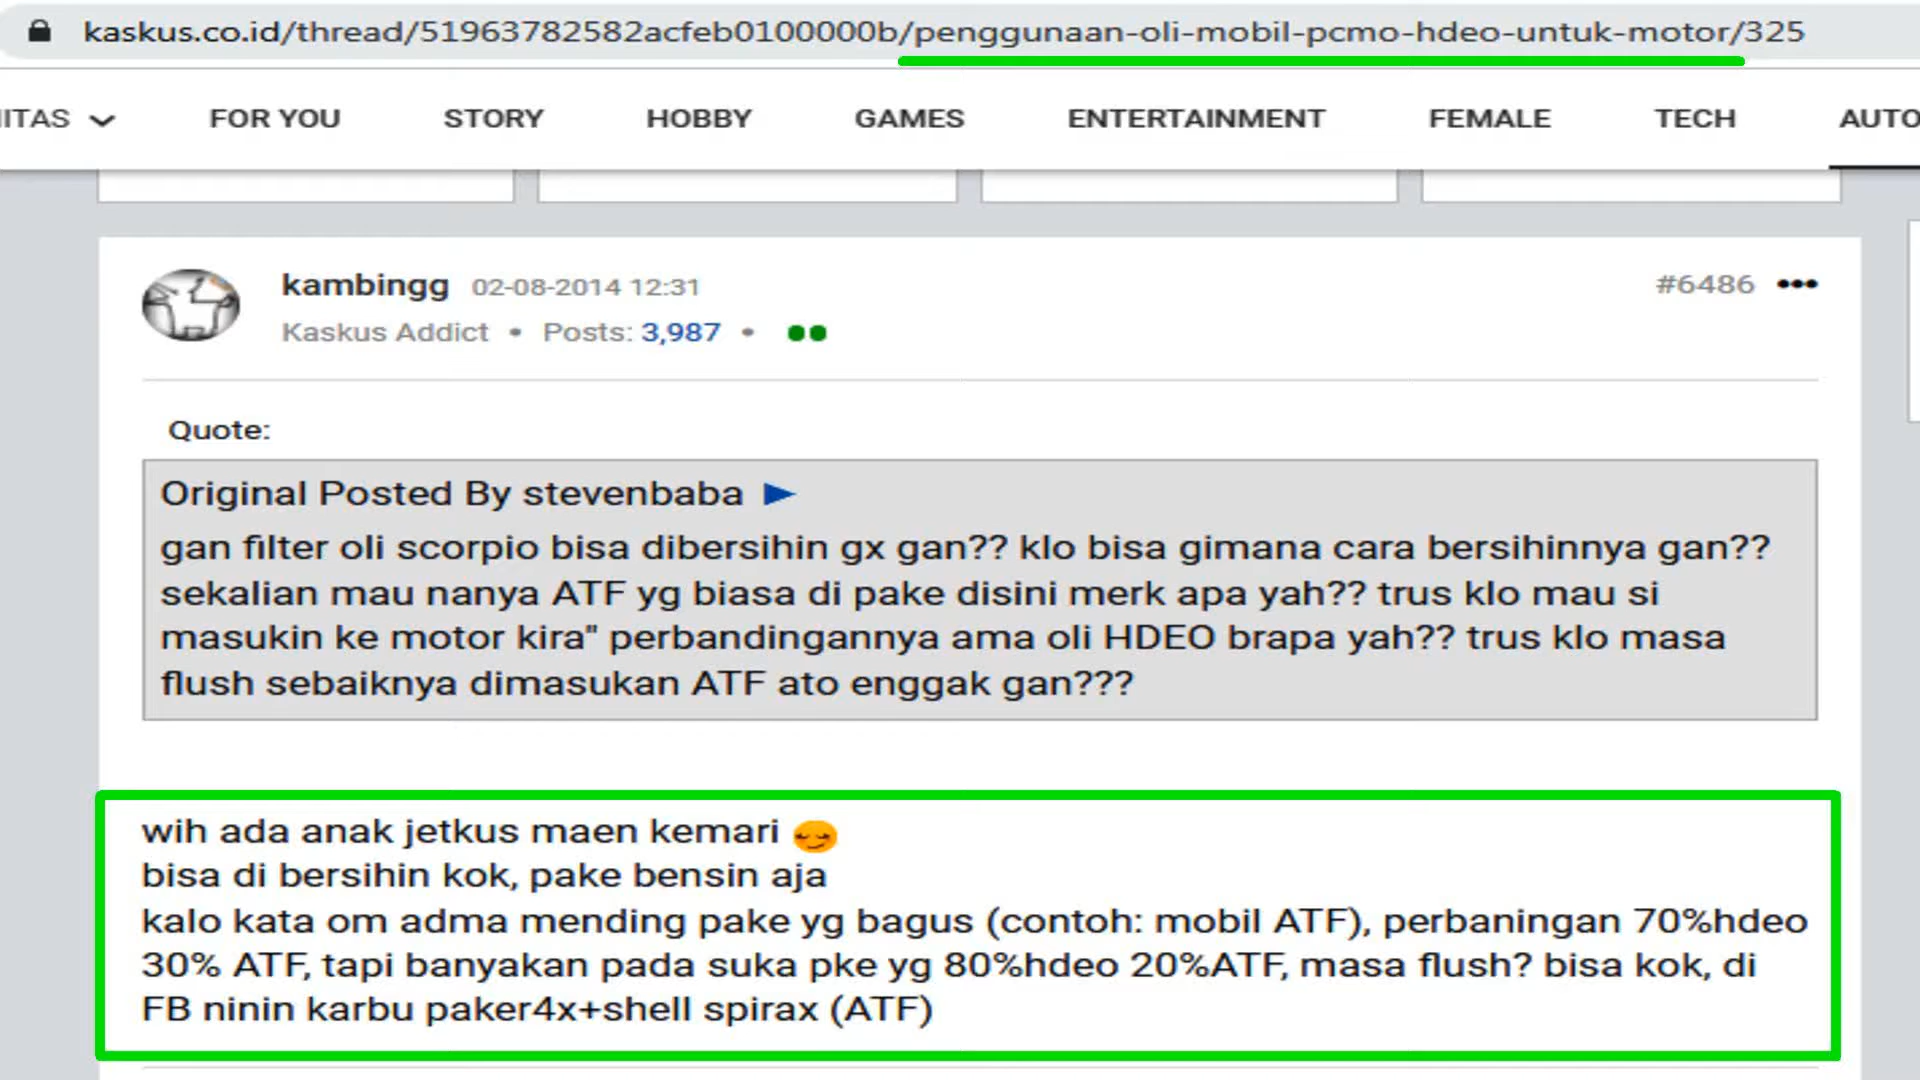 kaskus.co.id/thread/51963782582acfeb0100000b/penggunaan-oli-mobil-pcmo-hdeo-untuk-motor/325
ITAS FOR YOU STORY HOBBY GAMES ENTERTAINMENT FEMALE TECH AUTO
kambingg 02-08-2014 12:31 #6486
Kaskus Addict • Posts: 3,987 •
Quote:
Original Posted By stevenbaba
gan filter oli scorpio bisa dibersihin gx gan?? klo bisa gimana cara bersihinnya gan??
sekalian mau nanya ATF yg biasa di pake disini merk apa yah?? trus klo mau si
masukin ke motor kira" perbandingannya ama oli HDEO brapa yah?? trus klo masa
flush sebaiknya dimasukan ATF ato enggak gan???
wih ada anak jetkus maen kemari
bisa di bersihin kok, pake bensin aja
kalo kata om adma mending pake yg bagus (contoh: mobil ATF), perbaningan 70%hdeo
30% ATF, tapi banyakan pada suka pke yg 80%hdeo 20%ATF, masa flush? bisa kok, di
FB ninin karbu paker4x+shell spirax (ATF)